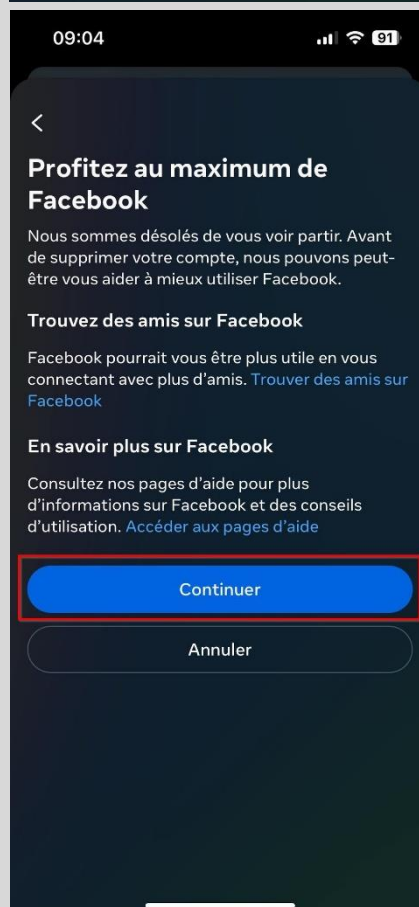 09:04
91
Profitez au maximum de
Facebook
Nous sommes désolés de vous voir partir. Avant
de supprimer votre compte, nous pouvons peut-
être vous aider à mieux utiliser Facebook.
Trouvez des amis sur Facebook
Facebook pourrait vous être plus utile en vous
connectant avec plus d’amis. Trouver des amis sur
Facebook
En savoir plus sur Facebook
Consultez nos pages d’aide pour plus
d’informations sur Facebook et des conseils
d’utilisation. Accéder aux pages d’aide
Continuer
Annuler